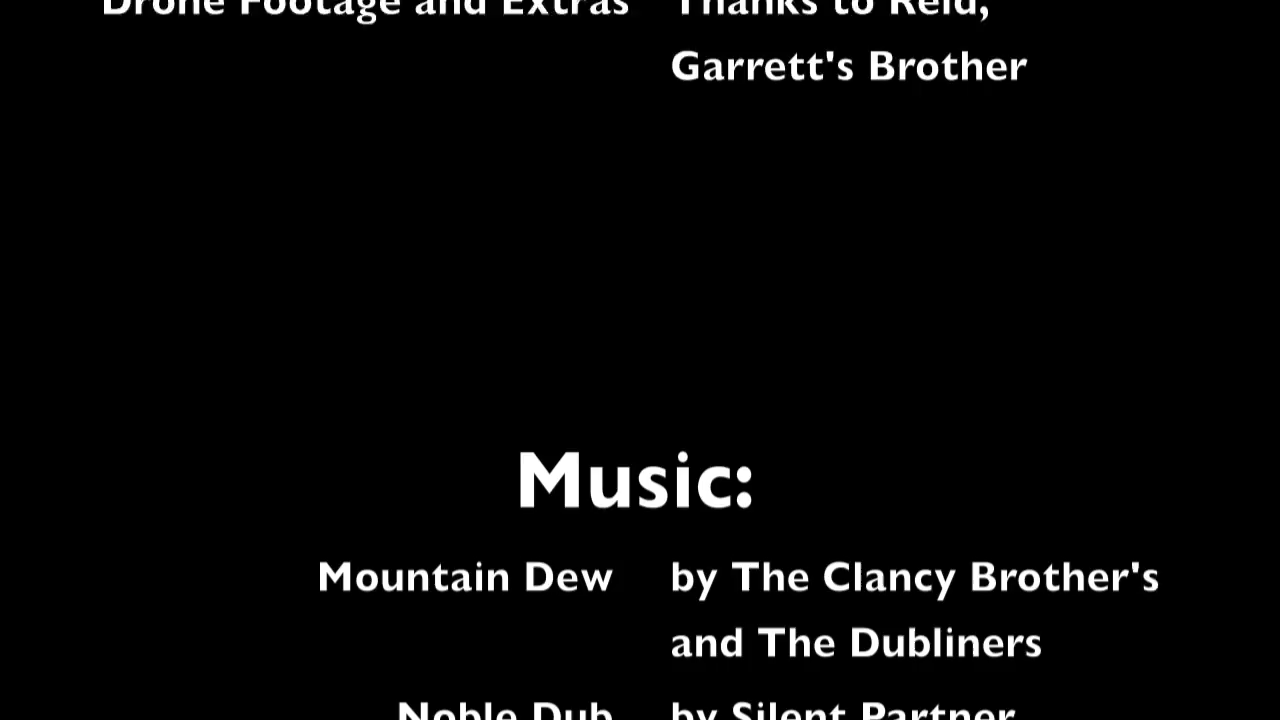 Drone Footage and Extras Thanks to Reid,
Garrett's Brother
Music:
Mountain Dew by The Clancy Brother's
and The Dubliners
Noble Dub by Silent Partner